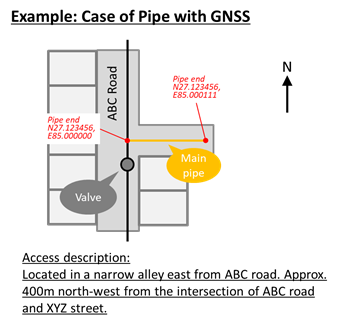 Example: Case of Pipe with GNSS
ABC Road
Pipe end
N27.123456,
E85.000111
N
Pipe end
N27.123456,
E85.000000
Main
pipe
Valve
Access description:
Located in a narrow alley east from ABC road. Approx.
400m north-west from the intersection of ABC road
and XYZ street.